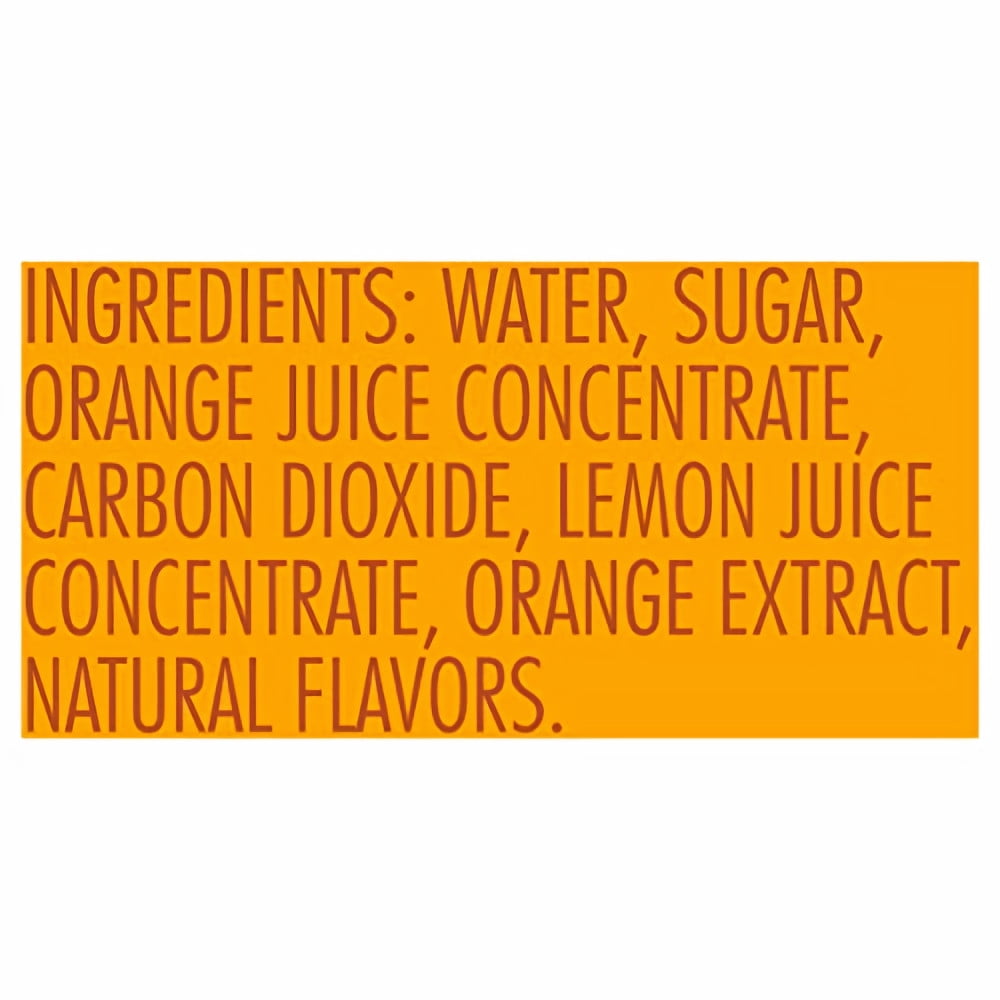 INGREDIENTS: WATER, SUGAR,
ORANGE JUICE CONCENTRATE,
CARBON DIOXIDE, LEMON JUICE
CONCENTRATE, ORANGE EXTRACT,
NATURAL FLAVORS.